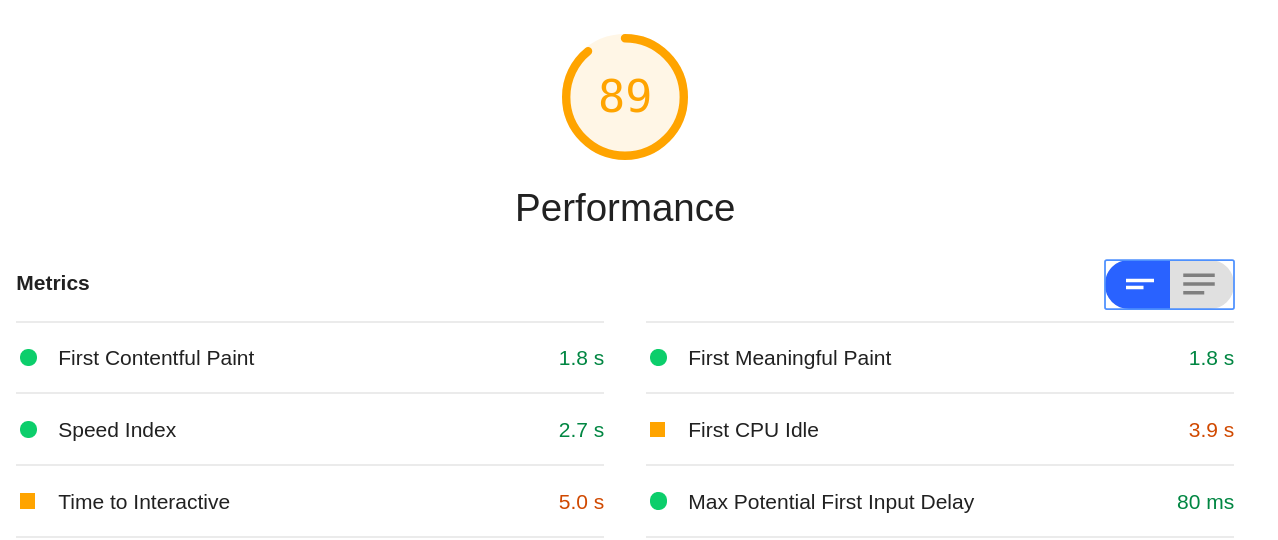 89
Performance
Metrics
First Contentful Paint 1.8 s
First Meaningful Paint 1.8 s
Speed Index 2.7 s
First CPU Idle 3.9 s
Time to Interactive 5.0 s
Max Potential First Input Delay 80 ms